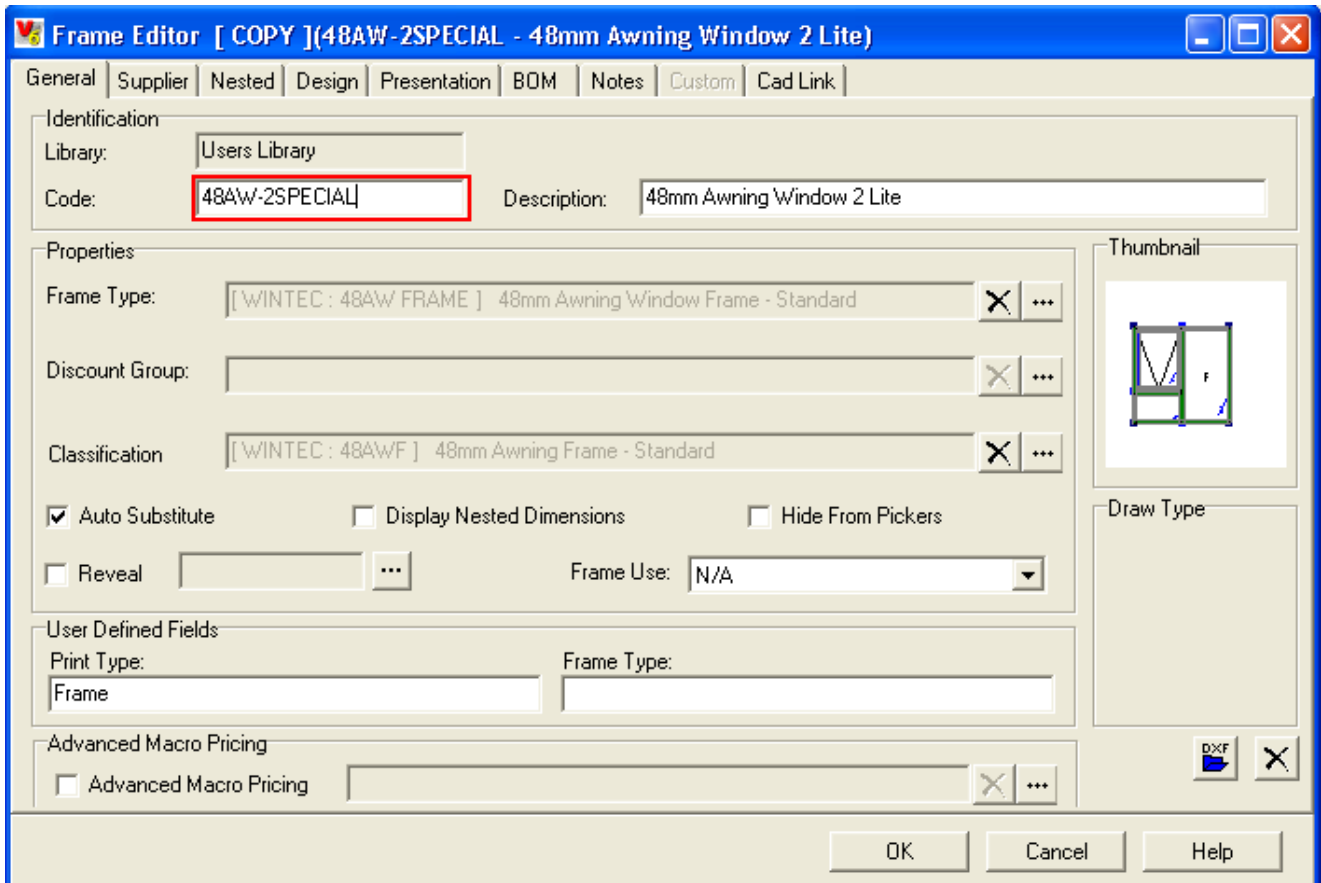 Frame Editor [ COPY ](48AW-2SPECIAL - 48mm Awning Window 2 Lite)
General Supplier Nested Design Presentation BOM Notes Custom Cad Link
Identification
Library: Users Library
Code: 48AW-2SPECIAL Description: 48mm Awning Window 2 Lite
Properties
Frame Type: [ WINTEC : 48AW FRAME ] 48mm Awning Window Frame - Standard
Discount Group:
Classification [ WINTEC : 48AWF ] 48mm Awning Frame - Standard
Auto Substitute Display Nested Dimensions Hide From Pickers
Reveal ... Frame Use: N/A
Thumbnail
F
Draw Type
User Defined Fields
Print Type: Frame Type:
Frame
Advanced Macro Pricing
Advanced Macro Pricing
DXF
OK Cancel Help